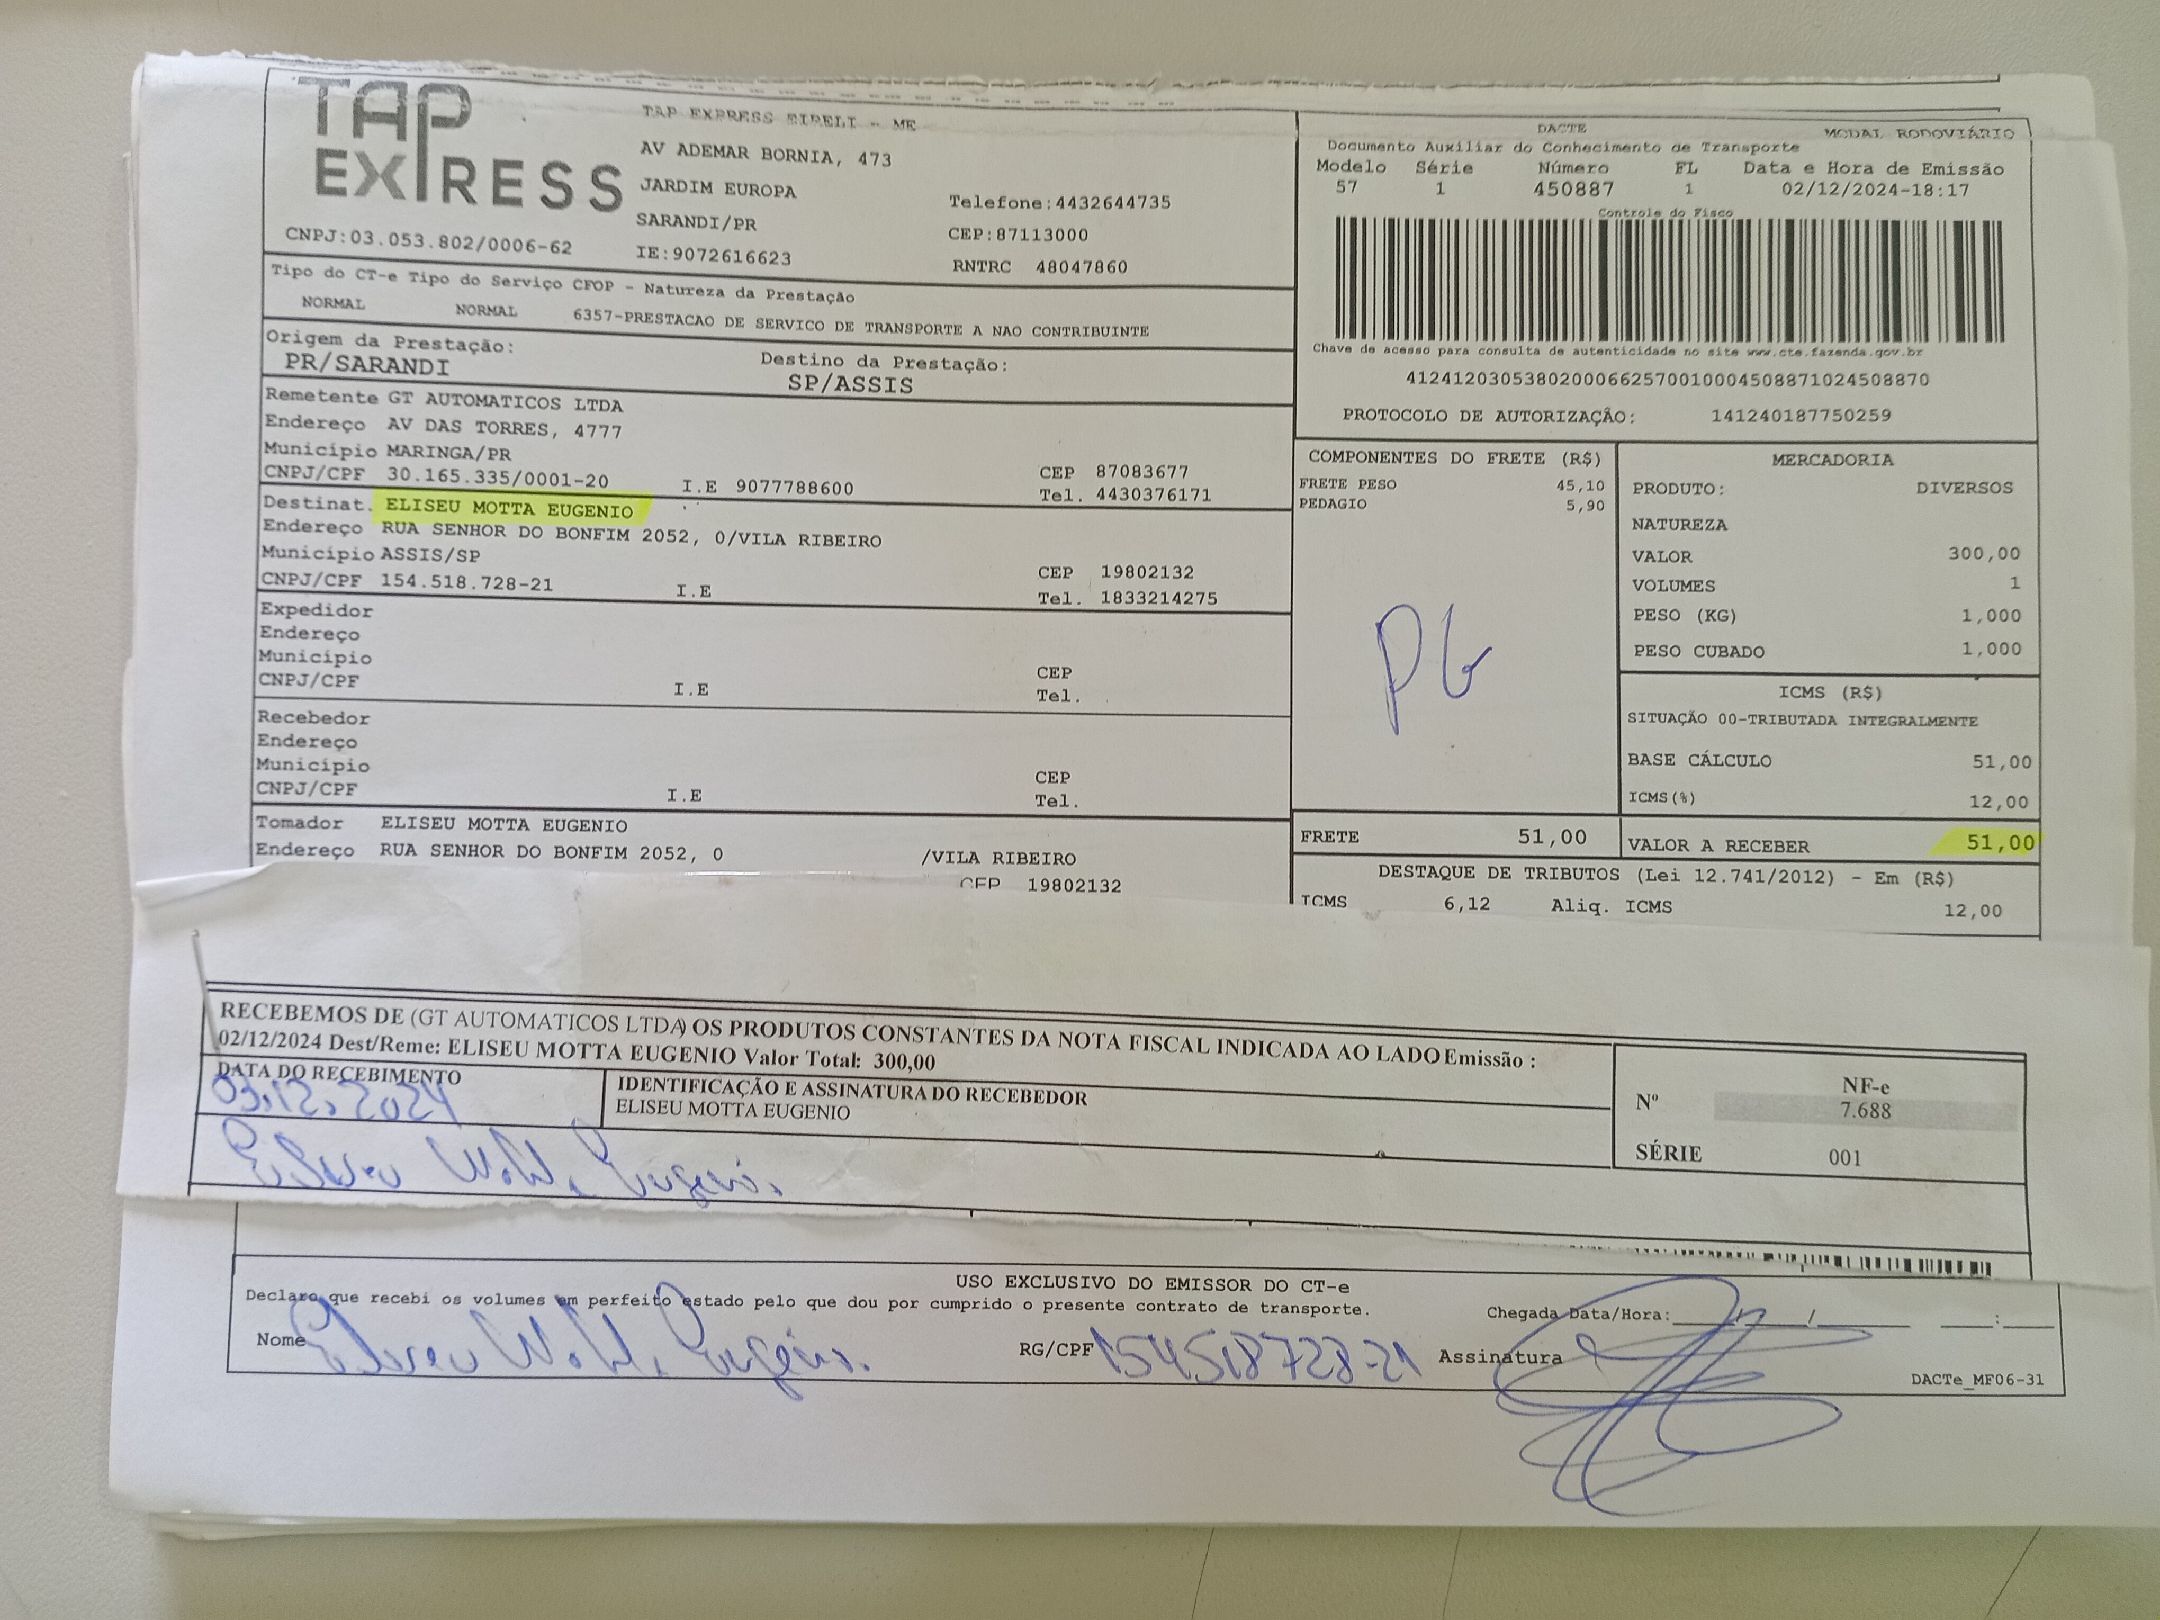 TAP EXPRESS
TAP EXPRESS EIRELI - ME
AV ADEMAR BORNIA, 473
JARDIM EUROPA
SARANDI/PR
Telefone:4432644735
CEP:87113000
CNPJ:03.053.802/0006-62
IE:9072616623
RNTRC 48047860
DACTE MODAL RODOVIÁRIO
Documento Auxiliar do Conhecimento de Transporte
Modelo Série Número FL Data e Hora de Emissão
57 1 450887 1 02/12/2024-18:17
Controle do Fisco
Chave de acesso para consulta de autenticidade no site www.cte.fazenda.gov.br
41241203053802000662570010004508871024508870
PROTOCOLO DE AUTORIZAÇÃO: 141240187750259
Tipo do CT-e Tipo do Serviço CFOP - Natureza da Prestação
NORMAL NORMAL 6357-PRESTACAO DE SERVICO DE TRANSPORTE A NAO CONTRIBUINTE
Origem da Prestação: Destino da Prestação:
PR/SARANDI SP/ASSIS
Remetente GT AUTOMATICOS LTDA
Endereço AV DAS TORRES, 4777
Município MARINGA/PR CEP 87083677
CNPJ/CPF 30.165.335/0001-20 I.E 9077788600 Tel. 4430376171
Destinat. ELISEU MOTTA EUGENIO
Endereço RUA SENHOR DO BONFIM 2052, 0/VILA RIBEIRO
Município ASSIS/SP CEP 19802132
CNPJ/CPF 154.518.728-21 I.E Tel. 1833214275
Expedidor
Endereço
Município CEP
CNPJ/CPF I.E Tel.
Recebedor
Endereço
Município CEP
CNPJ/CPF I.E Tel.
Tomador ELISEU MOTTA EUGENIO
Endereço RUA SENHOR DO BONFIM 2052, 0 /VILA RIBEIRO
CEP 19802132
COMPONENTES DO FRETE (R$)
FRETE PESO 45,10
PEDAGIO 5,90
PG
FRETE 51,00
MERCADORIA
PRODUTO: DIVERSOS
NATUREZA
VALOR 300,00
VOLUMES 1
PESO (KG) 1,000
PESO CUBADO 1,000
ICMS (R$)
SITUAÇÃO 00-TRIBUTADA INTEGRALMENTE
BASE CÁLCULO 51,00
ICMS(%) 12,00
VALOR A RECEBER 51,00
DESTAQUE DE TRIBUTOS (Lei 12.741/2012) - Em (R$)
ICMS 6,12 Aliq. ICMS 12,00
RECEBEMOS DE (GT AUTOMATICOS LTDA) OS PRODUTOS CONSTANTES DA NOTA FISCAL INDICADA AO LADO Emissão :
02/12/2024 Dest/Reme: ELISEU MOTTA EUGENIO Valor Total: 300,00
DATA DO RECEBIMENTO
03.12.2024
IDENTIFICAÇÃO E ASSINATURA DO RECEBEDOR
ELISEU MOTTA EUGENIO
Eliseu Motta Eugenio.
NF-e
Nº 7.688
SÉRIE 001
USO EXCLUSIVO DO EMISSOR DO CT-e
Declaro que recebi os volumes em perfeito estado pelo que dou por cumprido o presente contrato de transporte.
Chegada Data/Hora:____/____/____ ___:___
Nome Eliseu Motta Eugenio. RG/CPF 154518728-21 Assinatura
DACTe_MF06-31